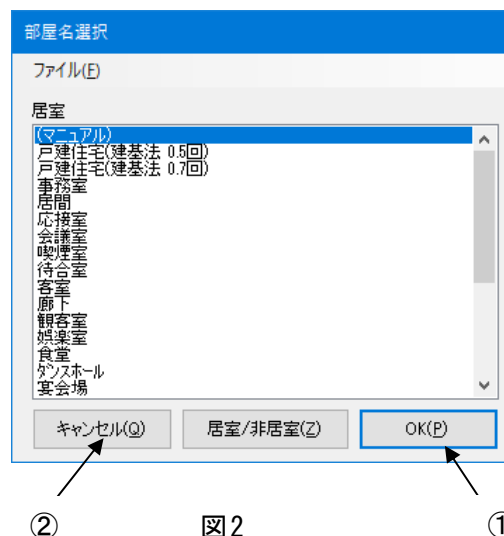 部屋名選択
ファイル(F)
居室
(マニュアル)
戸建住宅(建基法 0.5回)
戸建住宅(建基法 0.7回)
事務室
居間
応接室
会議室
喫煙室
待合室
客室
廊下
観客室
娯楽室
食堂
ダンスホール
宴会場
キャンセル(Q) 居室/非居室(Z) OK(P)
② 図2 ①